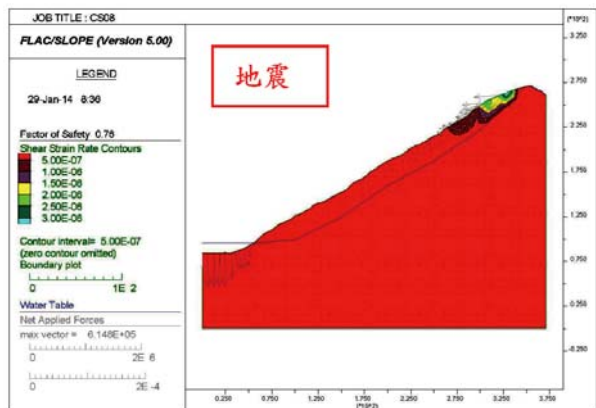 JOB TITLE : CS08
FLAC/SLOPE (Version 5.00)
LEGEND
29-Jan-14 8:36
Factor of Safety 0.76
Shear Strain Rate Contours
5.00E-07
1.00E-06
1.50E-06
2.00E-06
2.50E-06
3.00E-06
Contour interval= 5.00E-07
(zero contour omitted)
Boundary plot
0 1E 2
Water Table
Net Applied Forces
max vector = 6.148E+05
0 2E 6
0 2E -4
地震
(*10^2)
3.250
2.750
2.250
1.750
1.250
0.750
0.250
-0.250
0.250 0.750 1.250 1.750 2.250 2.750 3.250 3.750
(*10^2)